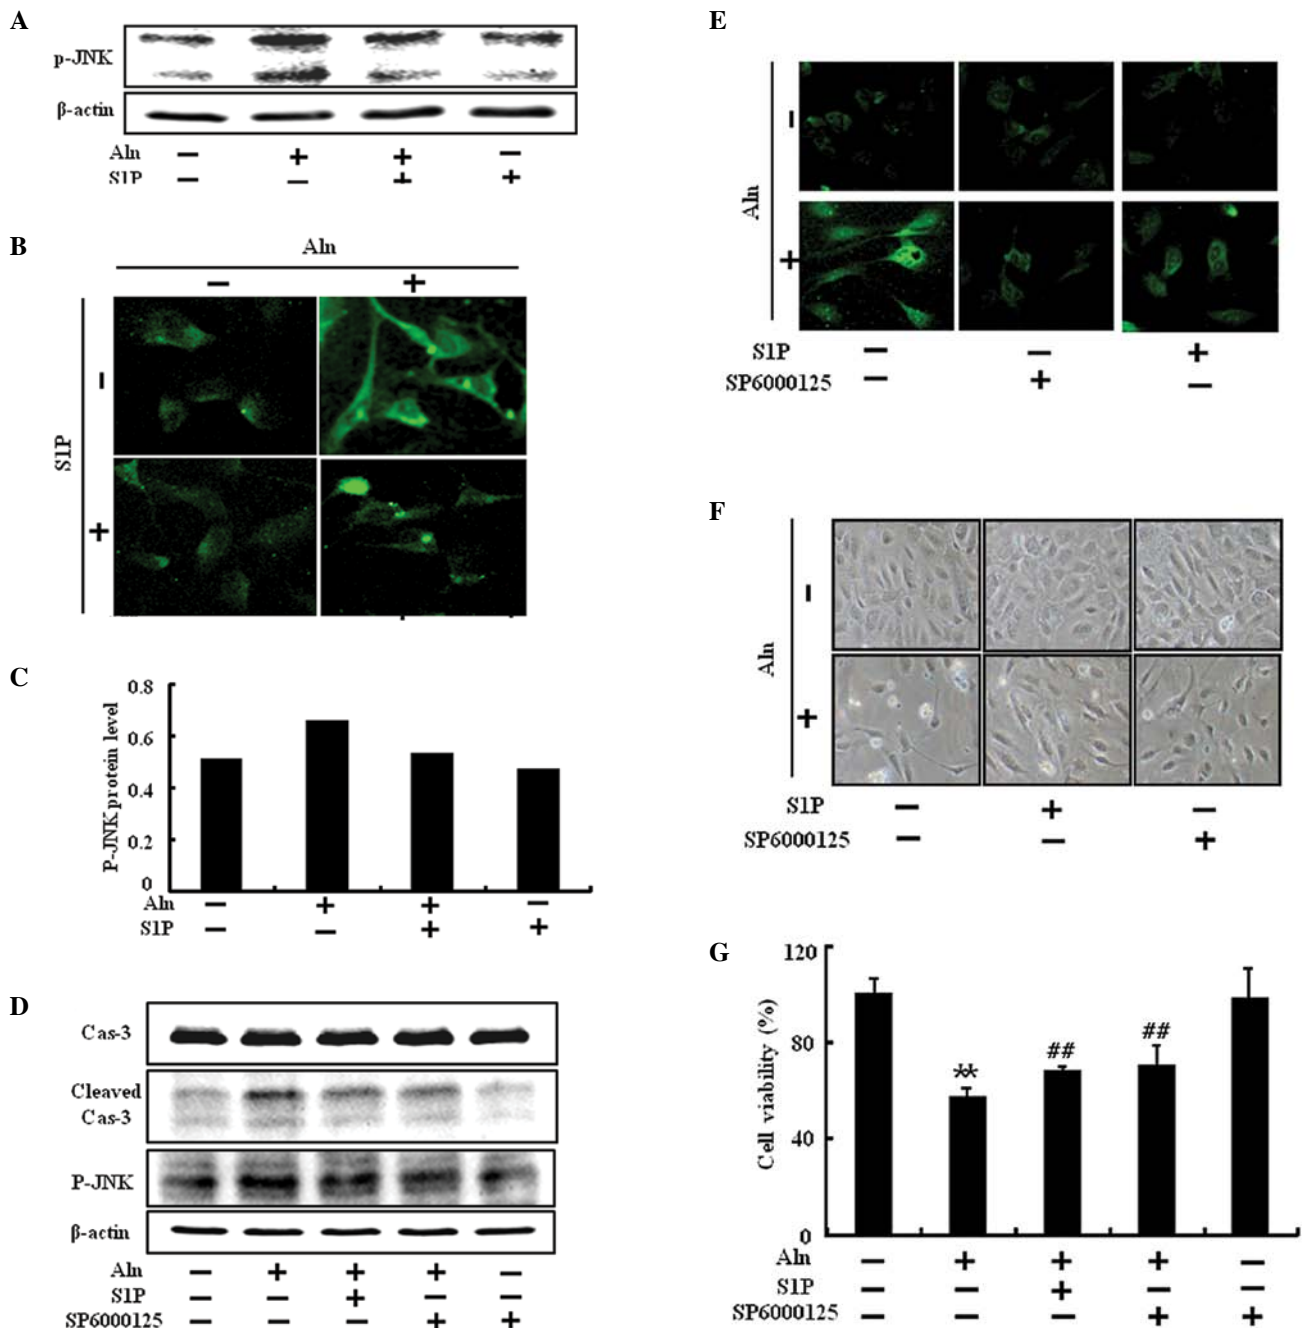 A
p-JNK
β-actin
Aln − + + −
S1P − − + +
B
Aln
− +
S1P
−
+
C
P-JNK protein level
0.8
0.6
0.4
0.2
0
Aln − + + −
S1P − − + +
D
Cas-3
Cleaved
Cas-3
P-JNK
β-actin
Aln − + + + −
S1P − − + − −
SP6000125 − − − + +
E
Aln
−
+
S1P − − +
SP6000125 − + −
F
Aln
−
+
S1P − + −
SP6000125 − − +
G
Cell viability (%)
120
80
40
0
**
##
##
Aln − + + + −
S1P − − + − −
SP6000125 − − − + +